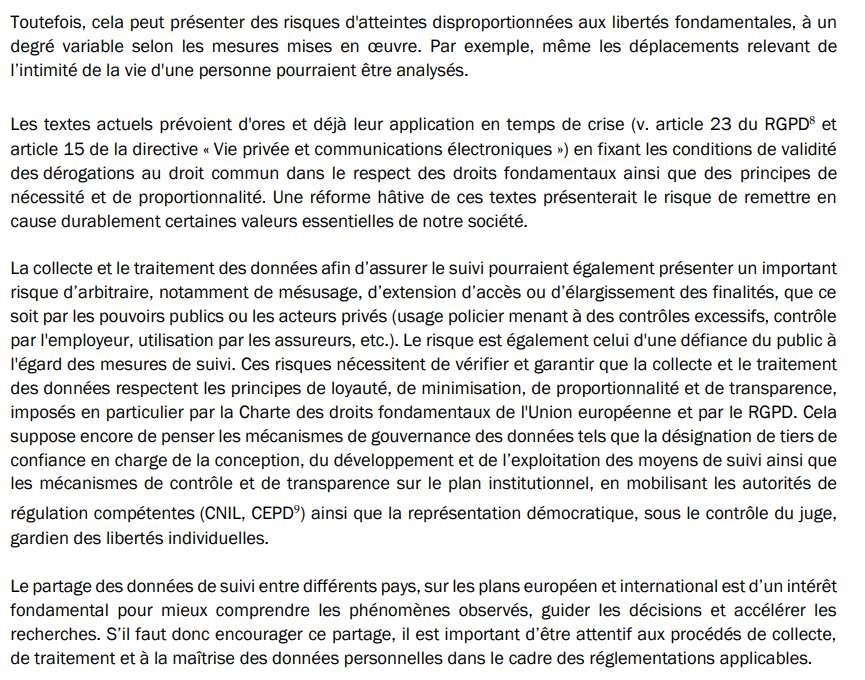 Toutefois, cela peut présenter des risques d'atteintes disproportionnées aux libertés fondamentales, à un
degré variable selon les mesures mises en œuvre. Par exemple, même les déplacements relevant de
l’intimité de la vie d'une personne pourraient être analysés.
Les textes actuels prévoient d'ores et déjà leur application en temps de crise (v. article 23 du RGPD⁸ et
article 15 de la directive « Vie privée et communications électroniques ») en fixant les conditions de validité
des dérogations au droit commun dans le respect des droits fondamentaux ainsi que des principes de
nécessité et de proportionnalité. Une réforme hâtive de ces textes présenterait le risque de remettre en
cause durablement certaines valeurs essentielles de notre société.
La collecte et le traitement des données afin d’assurer le suivi pourraient également présenter un important
risque d’arbitraire, notamment de mésusage, d’extension d’accès ou d’élargissement des finalités, que ce
soit par les pouvoirs publics ou les acteurs privés (usage policier menant à des contrôles excessifs, contrôle
par l'employeur, utilisation par les assureurs, etc.). Le risque est également celui d'une défiance du public à
l'égard des mesures de suivi. Ces risques nécessitent de vérifier et garantir que la collecte et le traitement
des données respectent les principes de loyauté, de minimisation, de proportionnalité et de transparence,
imposés en particulier par la Charte des droits fondamentaux de l'Union européenne et par le RGPD. Cela
suppose encore de penser les mécanismes de gouvernance des données tels que la désignation de tiers de
confiance en charge de la conception, du développement et de l’exploitation des moyens de suivi ainsi que
les mécanismes de contrôle et de transparence sur le plan institutionnel, en mobilisant les autorités de
régulation compétentes (CNIL, CEPD⁹) ainsi que la représentation démocratique, sous le contrôle du juge,
gardien des libertés individuelles.
Le partage des données de suivi entre différents pays, sur les plans européen et international est d’un intérêt
fondamental pour mieux comprendre les phénomènes observés, guider les décisions et accélérer les
recherches. S’il faut donc encourager ce partage, il est important d’être attentif aux procédés de collecte,
de traitement et à la maîtrise des données personnelles dans le cadre des réglementations applicables.